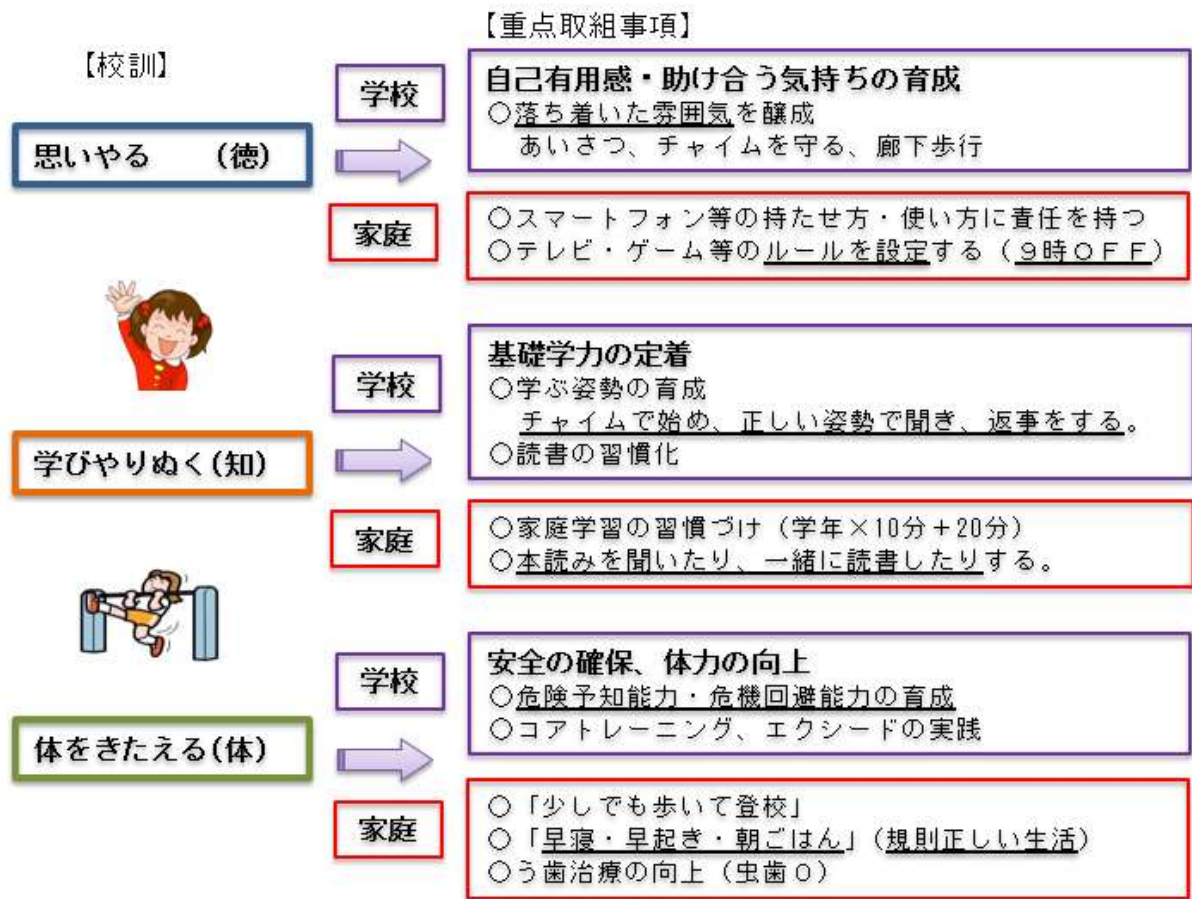 【校訓】
【重点取組事項】
思いやる　　(徳)
学校
自己有用感・助け合う気持ちの育成
○落ち着いた雰囲気を醸成
あいさつ、チャイムを守る、廊下歩行
家庭
○スマートフォン等の持たせ方・使い方に責任を持つ
○テレビ・ゲーム等のルールを設定する（９時ＯＦＦ）
学びやりぬく(知)
学校
基礎学力の定着
○学ぶ姿勢の育成
チャイムで始め、正しい姿勢で聞き、返事をする。
○読書の習慣化
家庭
○家庭学習の習慣づけ（学年×10分＋20分）
○本読みを聞いたり、一緒に読書したりする。
体をきたえる(体)
学校
安全の確保、体力の向上
○危険予知能力・危機回避能力の育成
○コアトレーニング、エクシードの実践
家庭
○「少しでも歩いて登校」
○「早寝・早起き・朝ごはん」（規則正しい生活）
○う歯治療の向上（虫歯０）